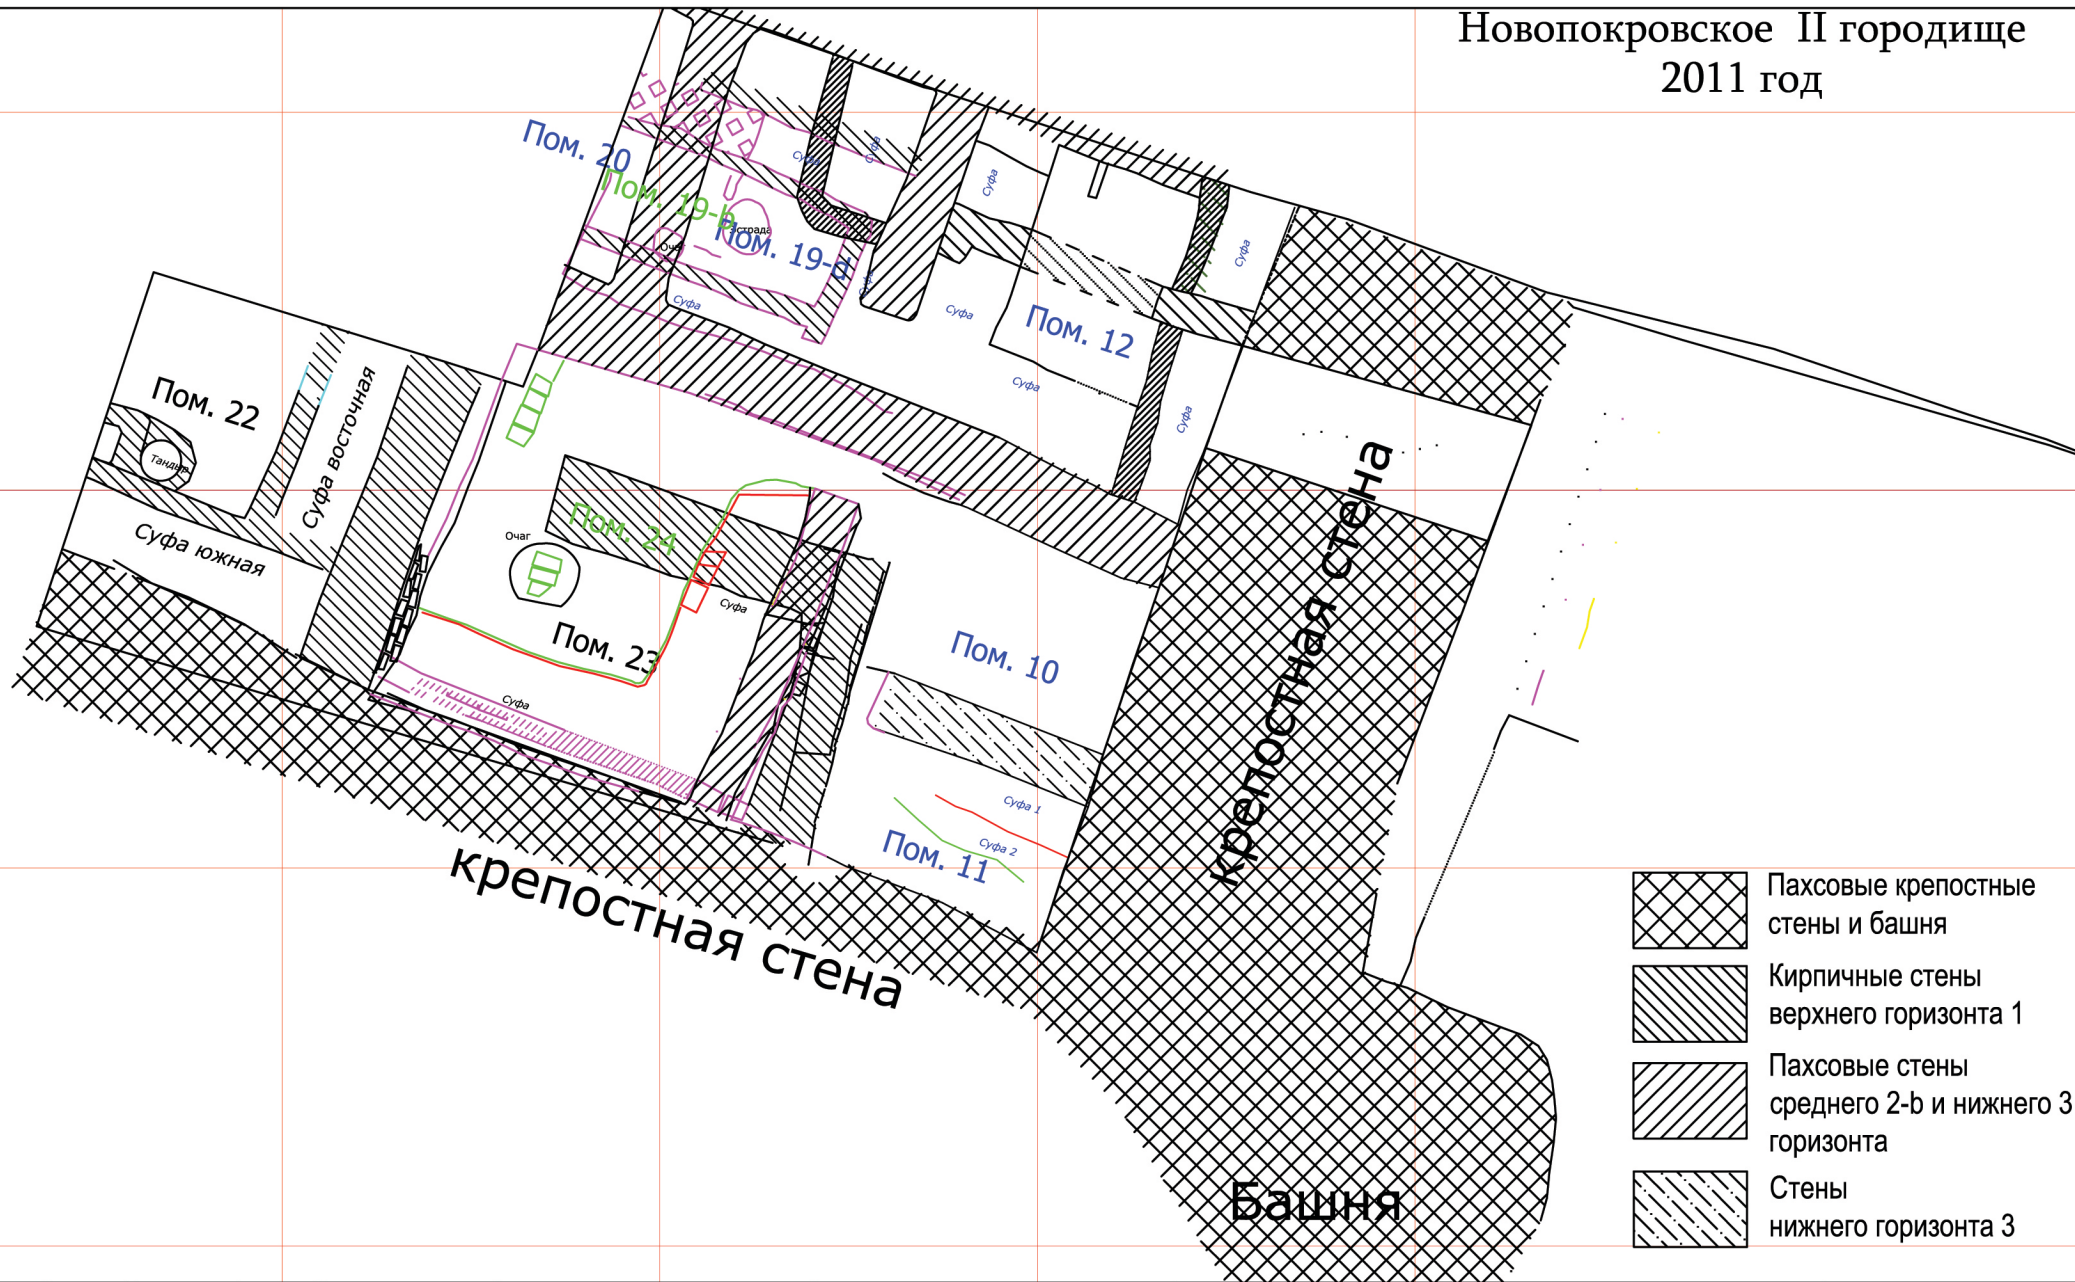 Новопокровское II городище
2011 год
Пом. 20
Пом. 19-b
Пом. 19-a
Эстрада
Очаг
Суфа
Суфа
Суфа
Суфа
Суфа
Суфа
Суфа
Пом. 12
Суфа
Суфа
Пом. 22
Тандыр
Суфа восточная
Суфа южная
Пом. 24
Очаг
Суфа
Пом. 23
Суфа
Пом. 10
Суфа 1
Суфа 2
Пом. 11
крепостная стена
крепостная стена
Башня
Пахсовые крепостные
стены и башня
Кирпичные стены
верхнего горизонта 1
Пахсовые стены
среднего 2-b и нижнего 3
горизонта
Стены
нижнего горизонта 3